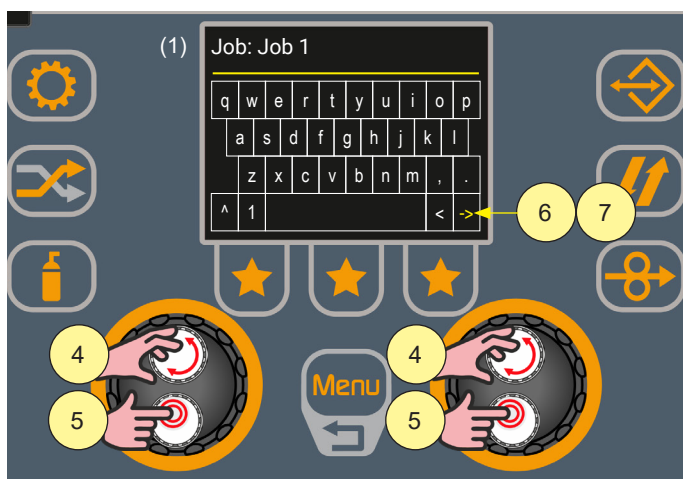 (1) Job: Job 1
q w e r t y u i o p
a s d f g h j k l
z x c v b n m , .
^ 1 < ->
6 7
4 4
5 5
Menu